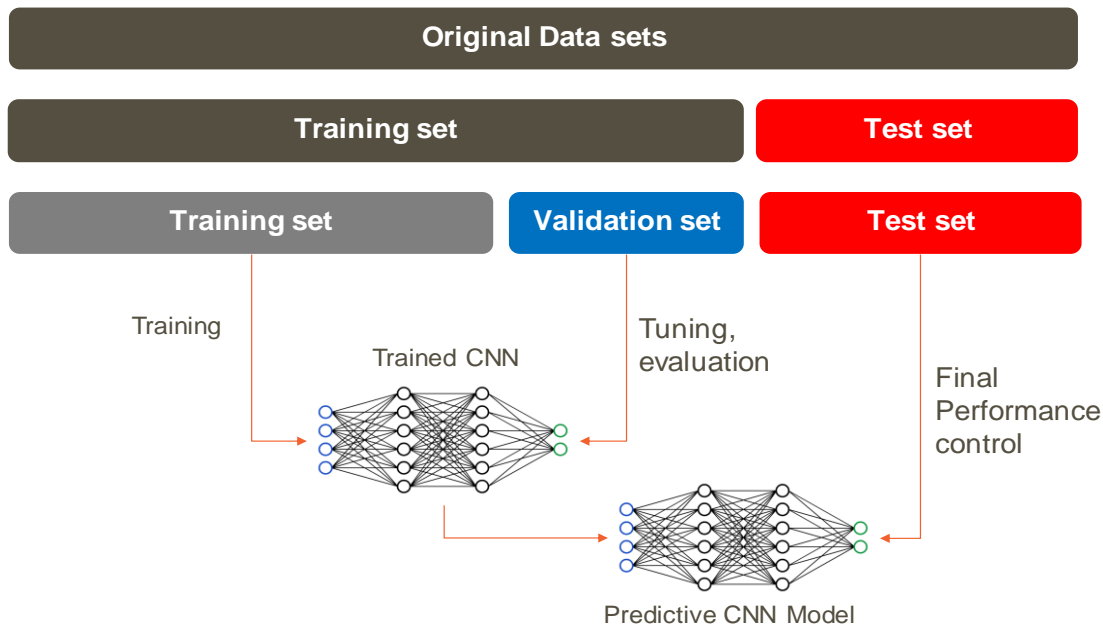 Original Data sets
Training set
Test set
Training set
Validation set
Test set
Training
Trained CNN
Tuning,
evaluation
Final
Performance
control
Predictive CNN Model